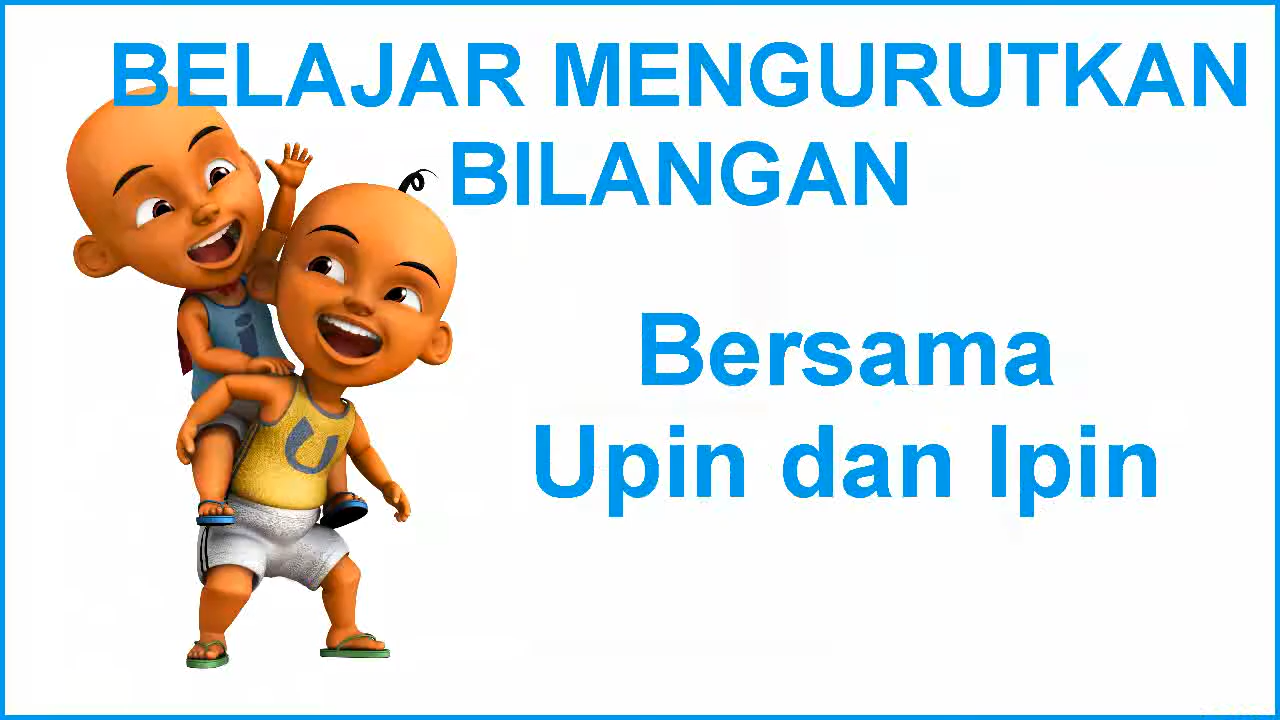 BELAJAR MENGURUTKAN
BILANGAN
Bersama
Upin dan Ipin
i
U